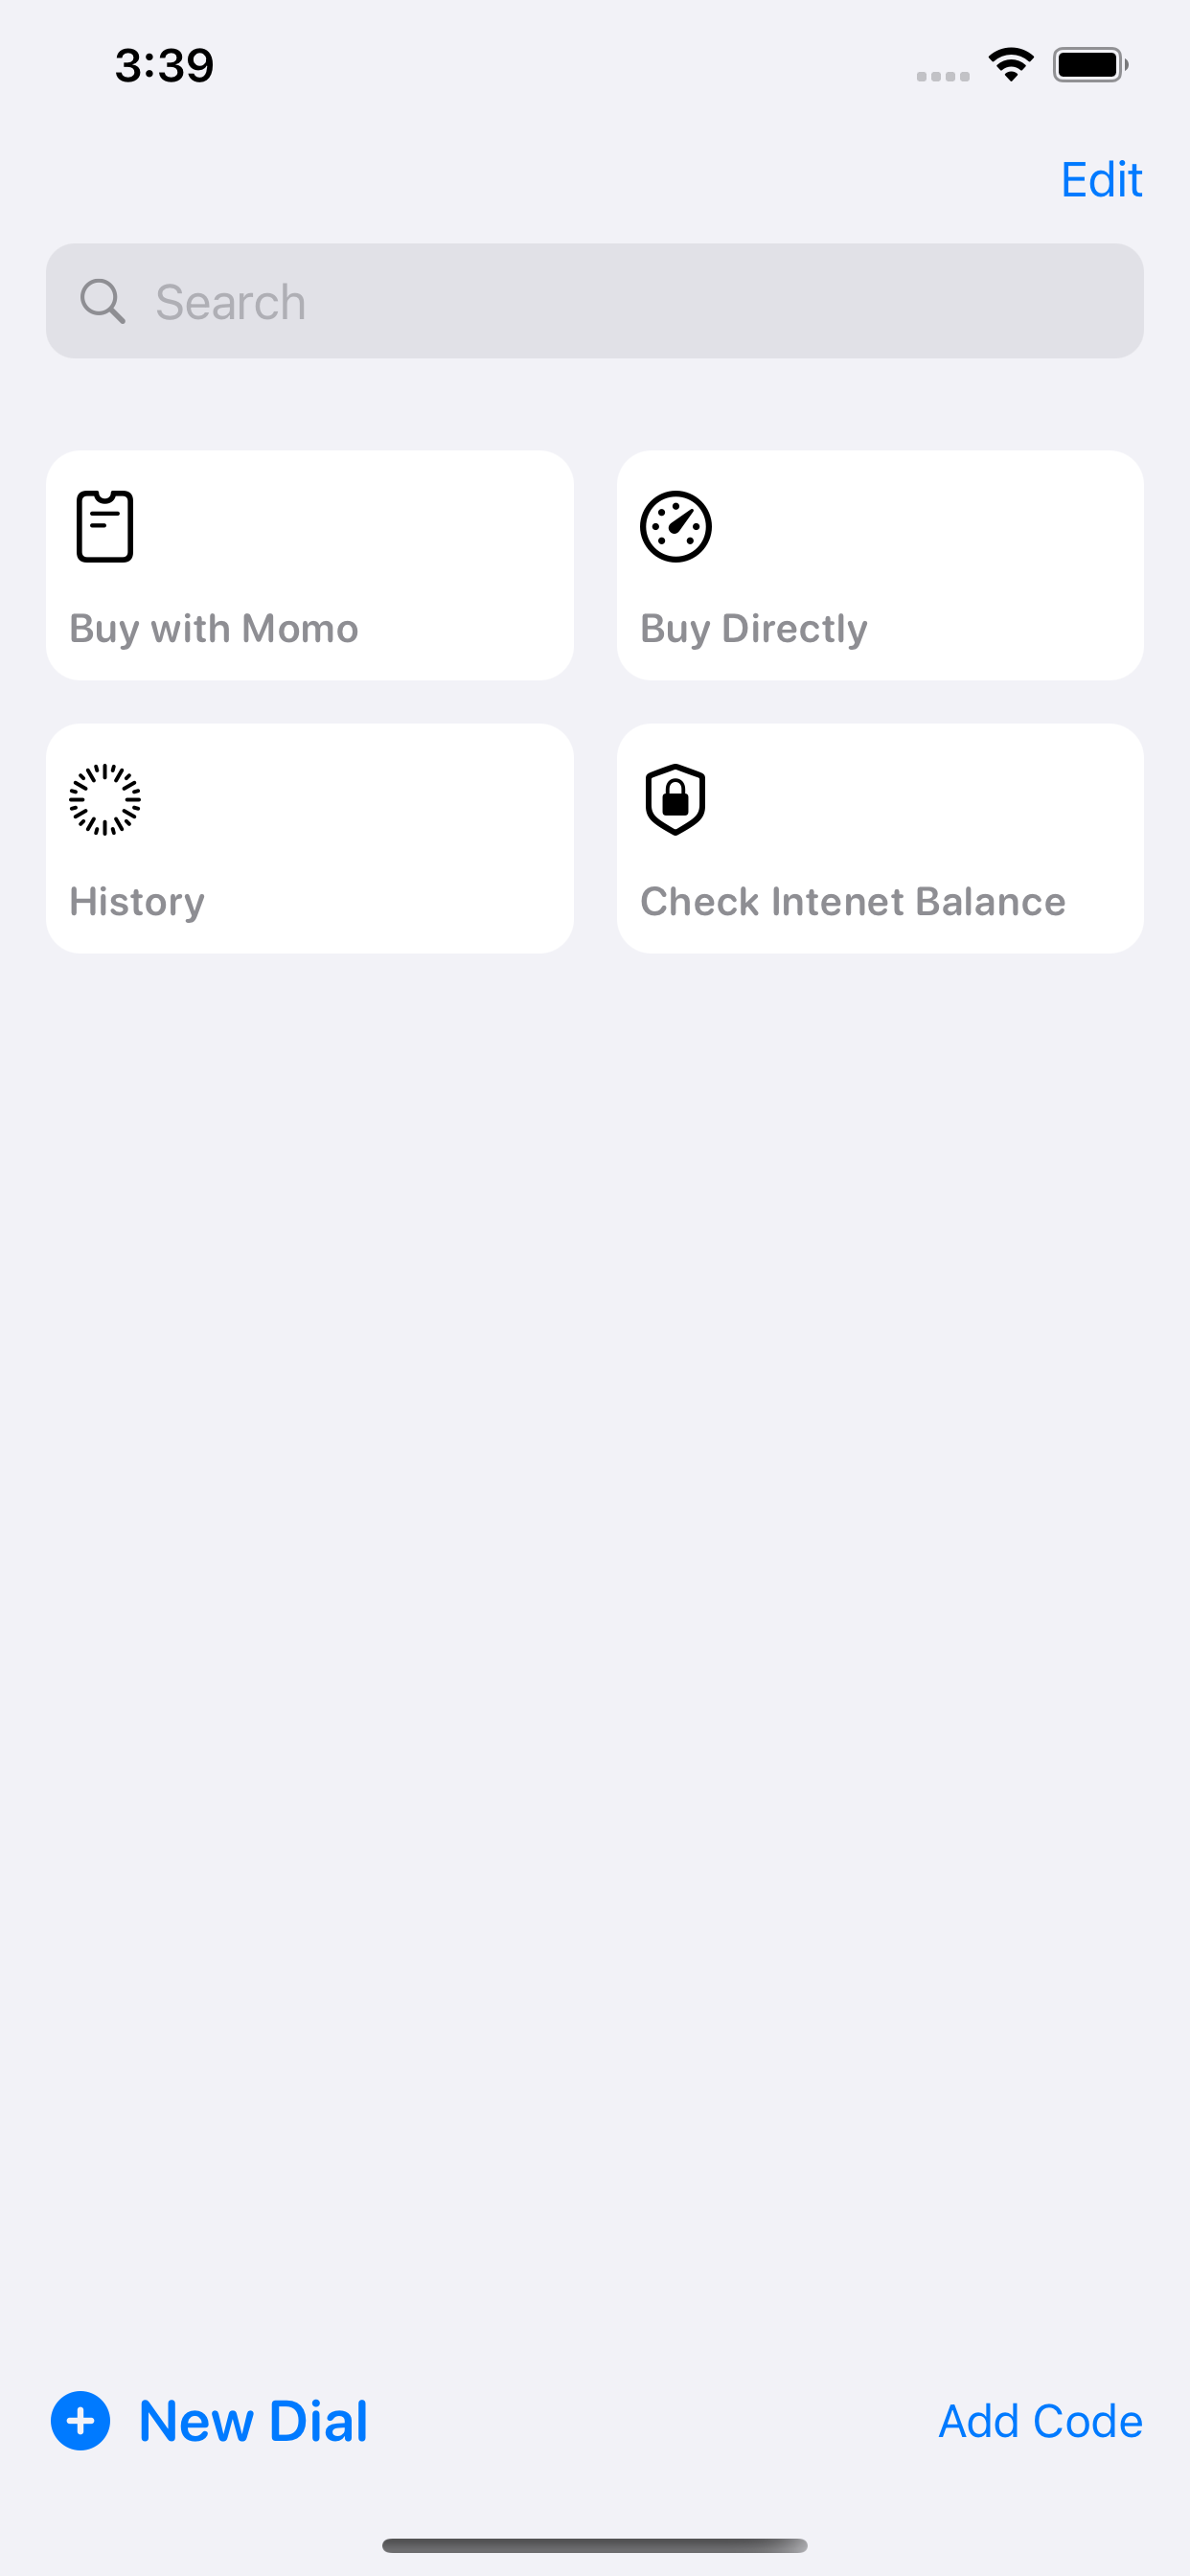 3:39
Edit
Search
Buy with Momo
Buy Directly
History
Check Intenet Balance
New Dial
Add Code